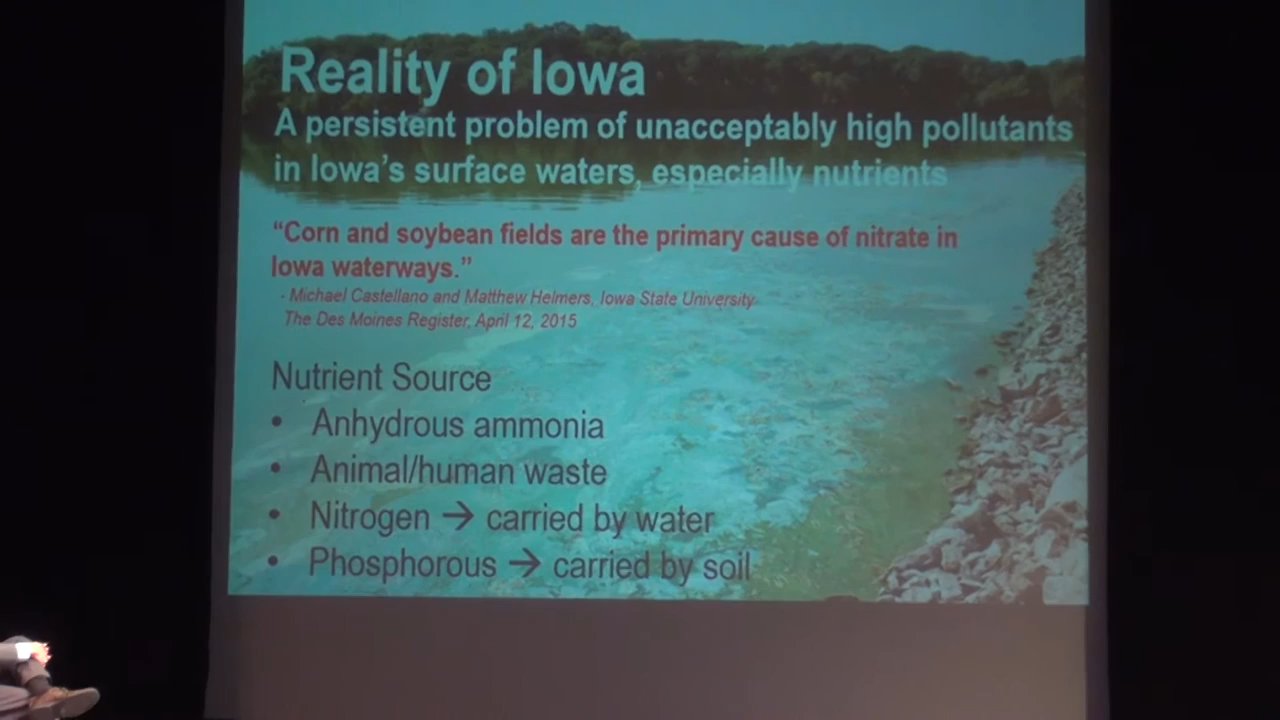 Reality of Iowa
A persistent problem of unacceptably high pollutants
in Iowa's surface waters, especially nutrients
“Corn and soybean fields are the primary cause of nitrate in
Iowa waterways.”
- Michael Castellano and Matthew Helmers, Iowa State University
The Des Moines Register, April 12, 2015
Nutrient Source
• Anhydrous ammonia
• Animal/human waste
• Nitrogen → carried by water
• Phosphorous → carried by soil